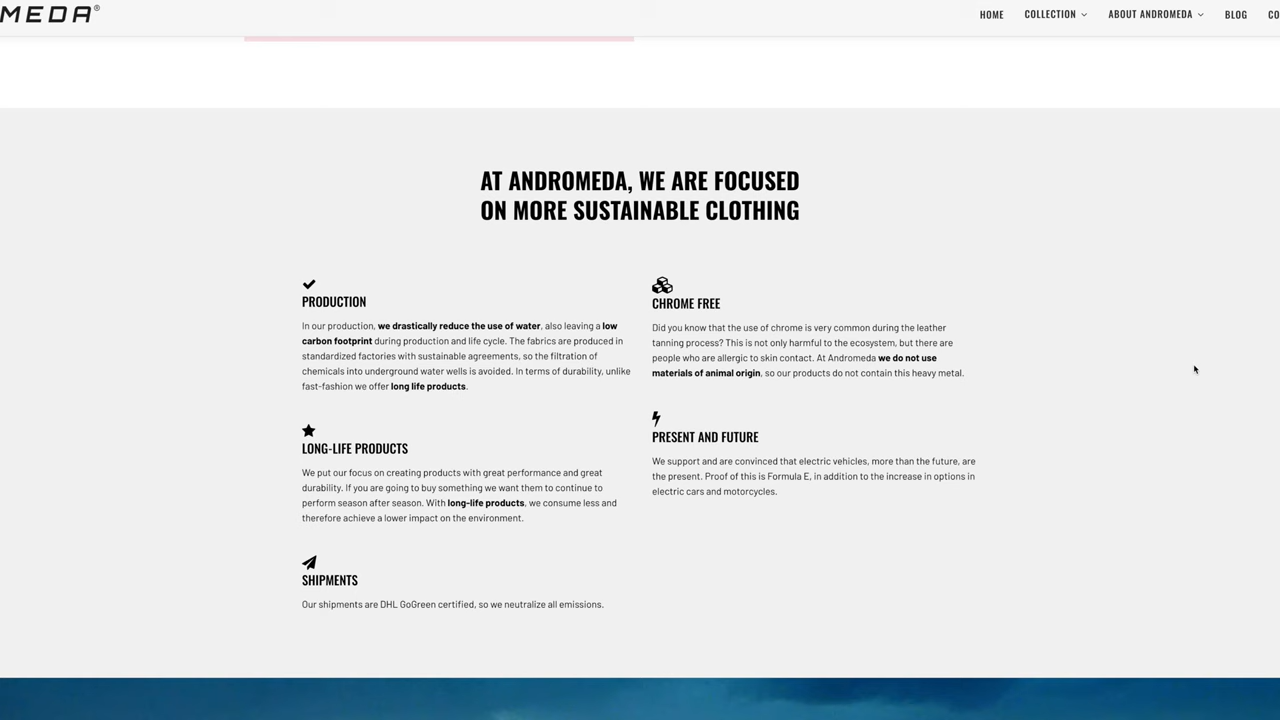 MEDA®
HOME COLLECTION ABOUT ANDROMEDA BLOG CO
AT ANDROMEDA, WE ARE FOCUSED
ON MORE SUSTAINABLE CLOTHING
PRODUCTION
In our production, we drastically reduce the use of water, also leaving a low
carbon footprint during production and life cycle. The fabrics are produced in
standardized factories with sustainable agreements, so the filtration of
chemicals into underground water wells is avoided. In terms of durability, unlike
fast-fashion we offer long life products.
LONG-LIFE PRODUCTS
We put our focus on creating products with great performance and great
durability. If you are going to buy something we want them to continue to
perform season after season. With long-life products, we consume less and
therefore achieve a lower impact on the environment.
SHIPMENTS
Our shipments are DHL GoGreen certified, so we neutralize all emissions.
CHROME FREE
Did you know that the use of chrome is very common during the leather
tanning process? This is not only harmful to the ecosystem, but there are
people who are allergic to skin contact. At Andromeda we do not use
materials of animal origin, so our products do not contain this heavy metal.
PRESENT AND FUTURE
We support and are convinced that electric vehicles, more than the future, are
the present. Proof of this is Formula E, in addition to the increase in options in
electric cars and motorcycles.